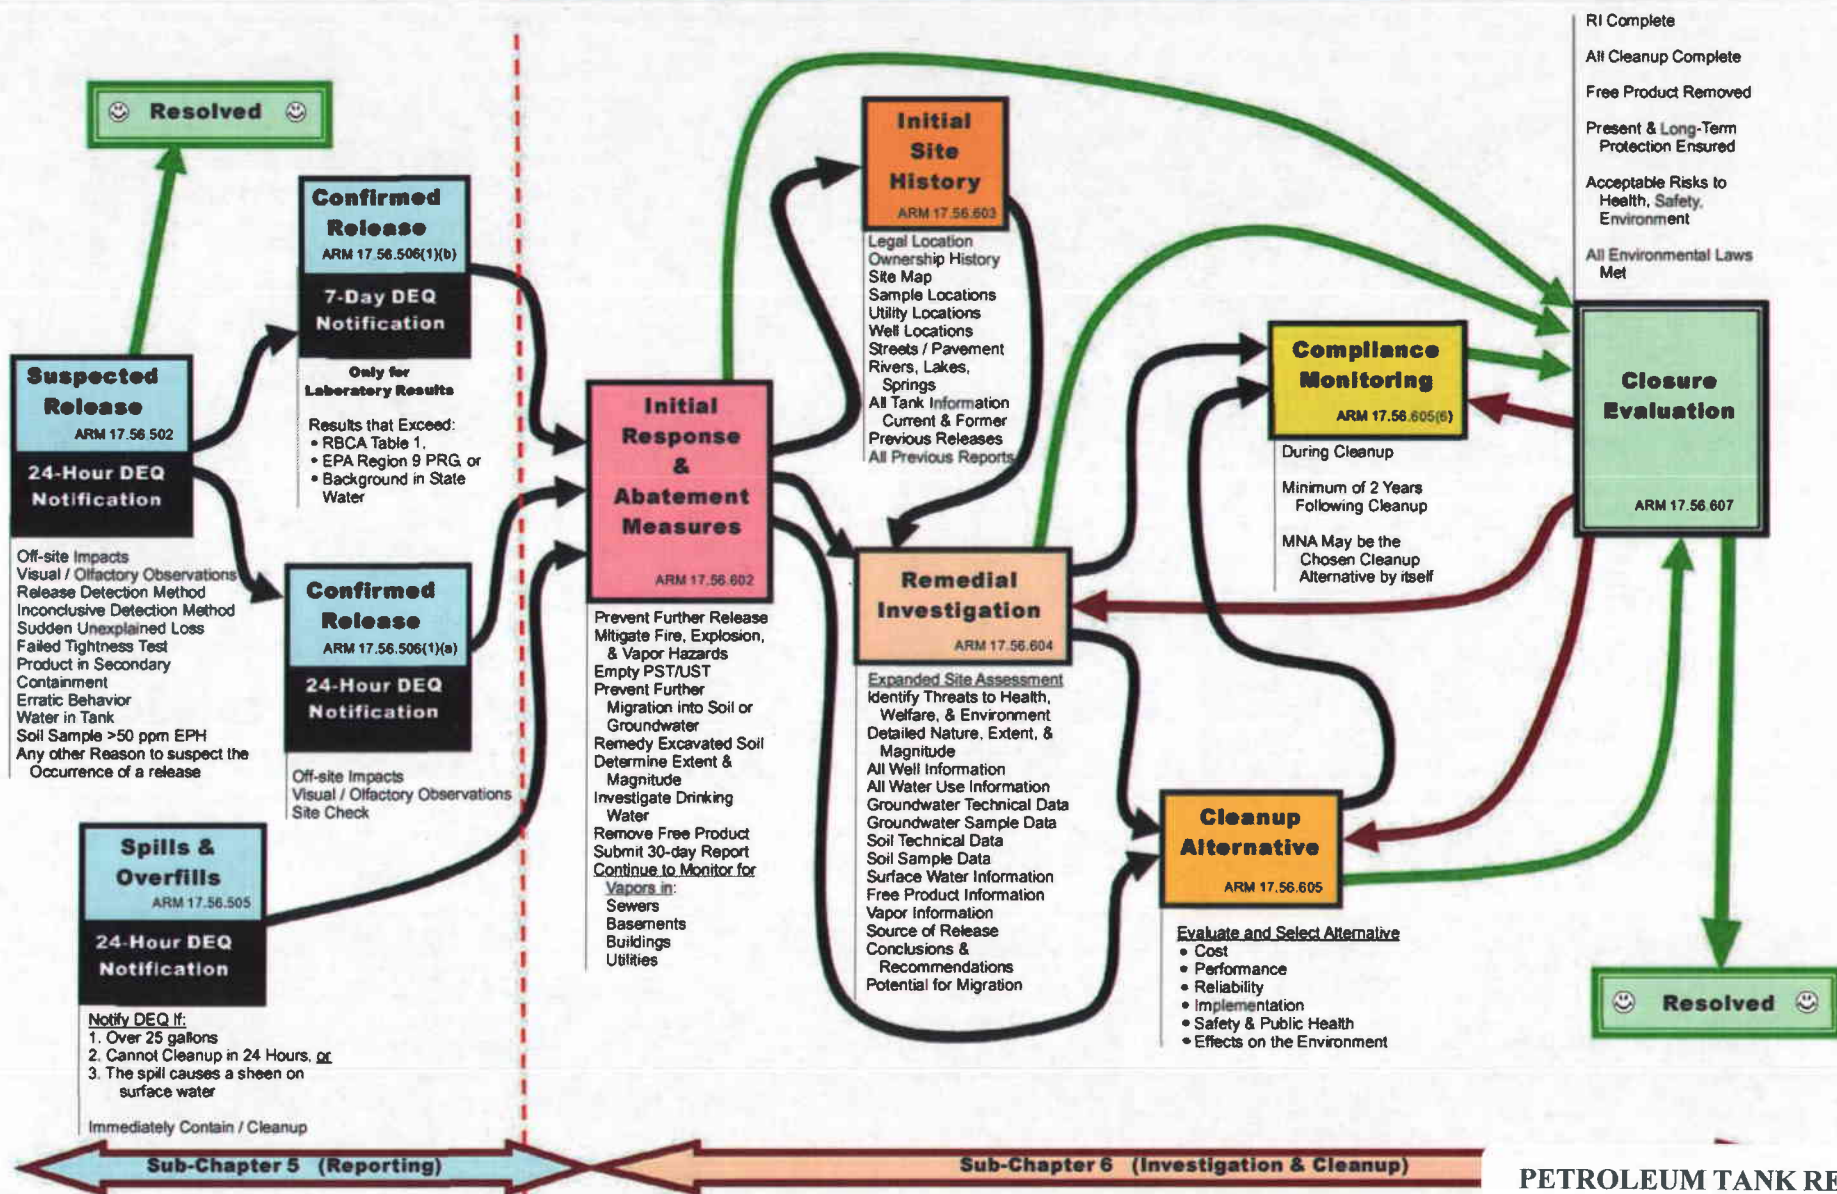 Resolved
Suspected
Release
ARM 17.56.502
24-Hour DEQ
Notification
Off-site Impacts
Visual / Olfactory Observations
Release Detection Method
Inconclusive Detection Method
Sudden Unexplained Loss
Failed Tightness Test
Product in Secondary
Containment
Erratic Behavior
Water in Tank
Soil Sample >50 ppm EPH
Any other Reason to suspect the
Occurrence of a release
Confirmed
Release
ARM 17.56.506(1)(b)
7-Day DEQ
Notification
Only for
Laboratory Results
Results that Exceed:
• RBCA Table 1,
• EPA Region 9 PRG, or
• Background in State
Water
Confirmed
Release
ARM 17.56.506(1)(a)
24-Hour DEQ
Notification
Off-site Impacts
Visual / Olfactory Observations
Site Check
Spills &
Overfills
ARM 17.56.505
24-Hour DEQ
Notification
Notify DEQ If:
1. Over 25 gallons
2. Cannot Cleanup in 24 Hours, or
3. The spill causes a sheen on
surface water
Immediately Contain / Cleanup
Initial
Response
&
Abatement
Measures
ARM 17.56.602
Prevent Further Release
Mitigate Fire, Explosion,
& Vapor Hazards
Empty PST/UST
Prevent Further
Migration into Soil or
Groundwater
Remedy Excavated Soil
Determine Extent &
Magnitude
Investigate Drinking
Water
Remove Free Product
Submit 30-day Report
Continue to Monitor for
Vapors in:
Sewers
Basements
Buildings
Utilities
Initial
Site
History
ARM 17.56.603
Legal Location
Ownership History
Site Map
Sample Locations
Utility Locations
Well Locations
Streets / Pavement
Rivers, Lakes,
Springs
All Tank Information
Current & Former
Previous Releases
All Previous Reports
Remedial
Investigation
ARM 17.56.604
Expanded Site Assessment
Identify Threats to Health,
Welfare, & Environment
Detailed Nature, Extent, &
Magnitude
All Well Information
All Water Use Information
Groundwater Technical Data
Groundwater Sample Data
Soil Technical Data
Soil Sample Data
Surface Water Information
Free Product Information
Vapor Information
Source of Release
Conclusions &
Recommendations
Potential for Migration
Compliance
Monitoring
ARM 17.56.605(6)
During Cleanup
Minimum of 2 Years
Following Cleanup
MNA May be the
Chosen Cleanup
Alternative by itself
Cleanup
Alternative
ARM 17.56.605
Evaluate and Select Alternative
• Cost
• Performance
• Reliability
• Implementation
• Safety & Public Health
• Effects on the Environment
RI Complete
All Cleanup Complete
Free Product Removed
Present & Long-Term
Protection Ensured
Acceptable Risks to
Health, Safety,
Environment
All Environmental Laws
Met
Closure
Evaluation
ARM 17.56.607
Resolved
Sub-Chapter 5 (Reporting)
Sub-Chapter 6 (Investigation & Cleanup)
PETROLEUM TANK RE